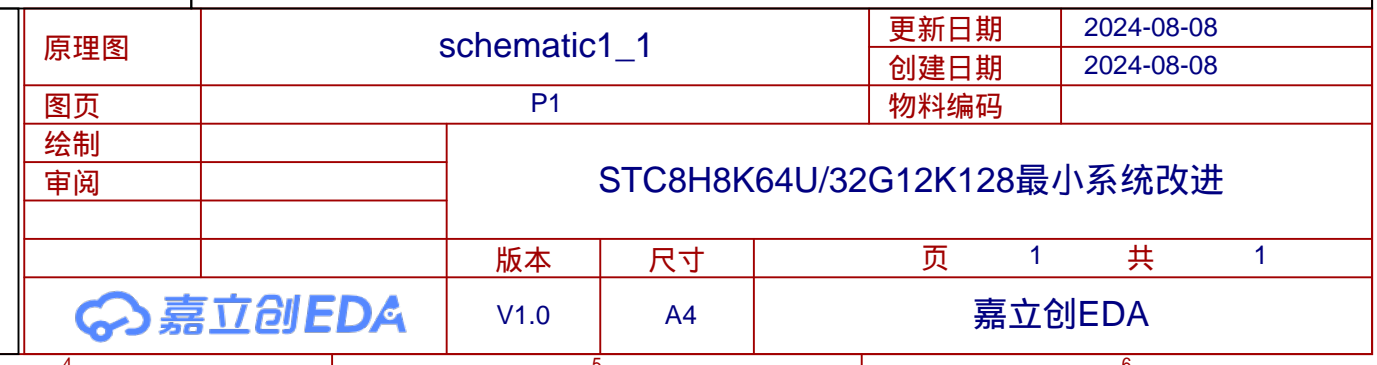 原理图 schematic1_1 更新日期 2024-08-08
创建日期 2024-08-08
图页 P1 物料编码
绘制
审阅
STC8H8K64U/32G12K128最小系统改进
版本 尺寸 页 1 共 1
嘉立创EDA V1.0 A4 嘉立创EDA
4 5 6